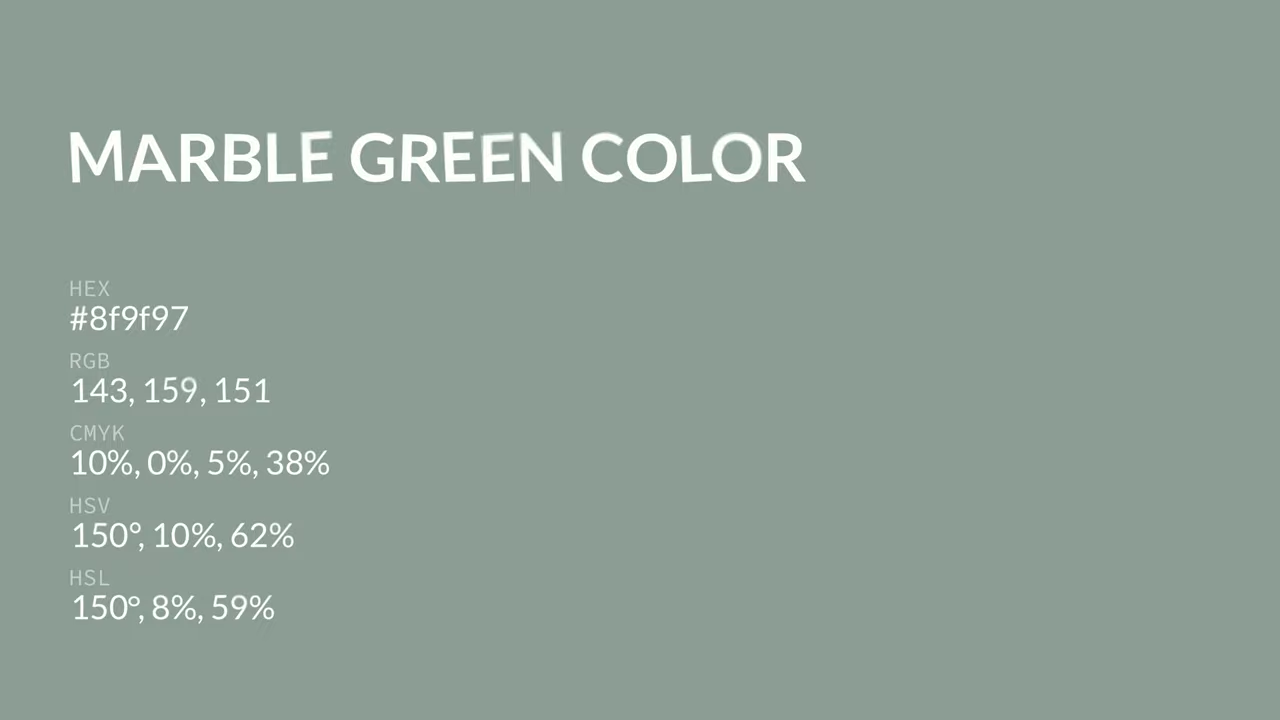 MARBLE GREEN COLOR
HEX
#8f9f97
RGB
143, 159, 151
CMYK
10%, 0%, 5%, 38%
HSV
150°, 10%, 62%
HSL
150°, 8%, 59%